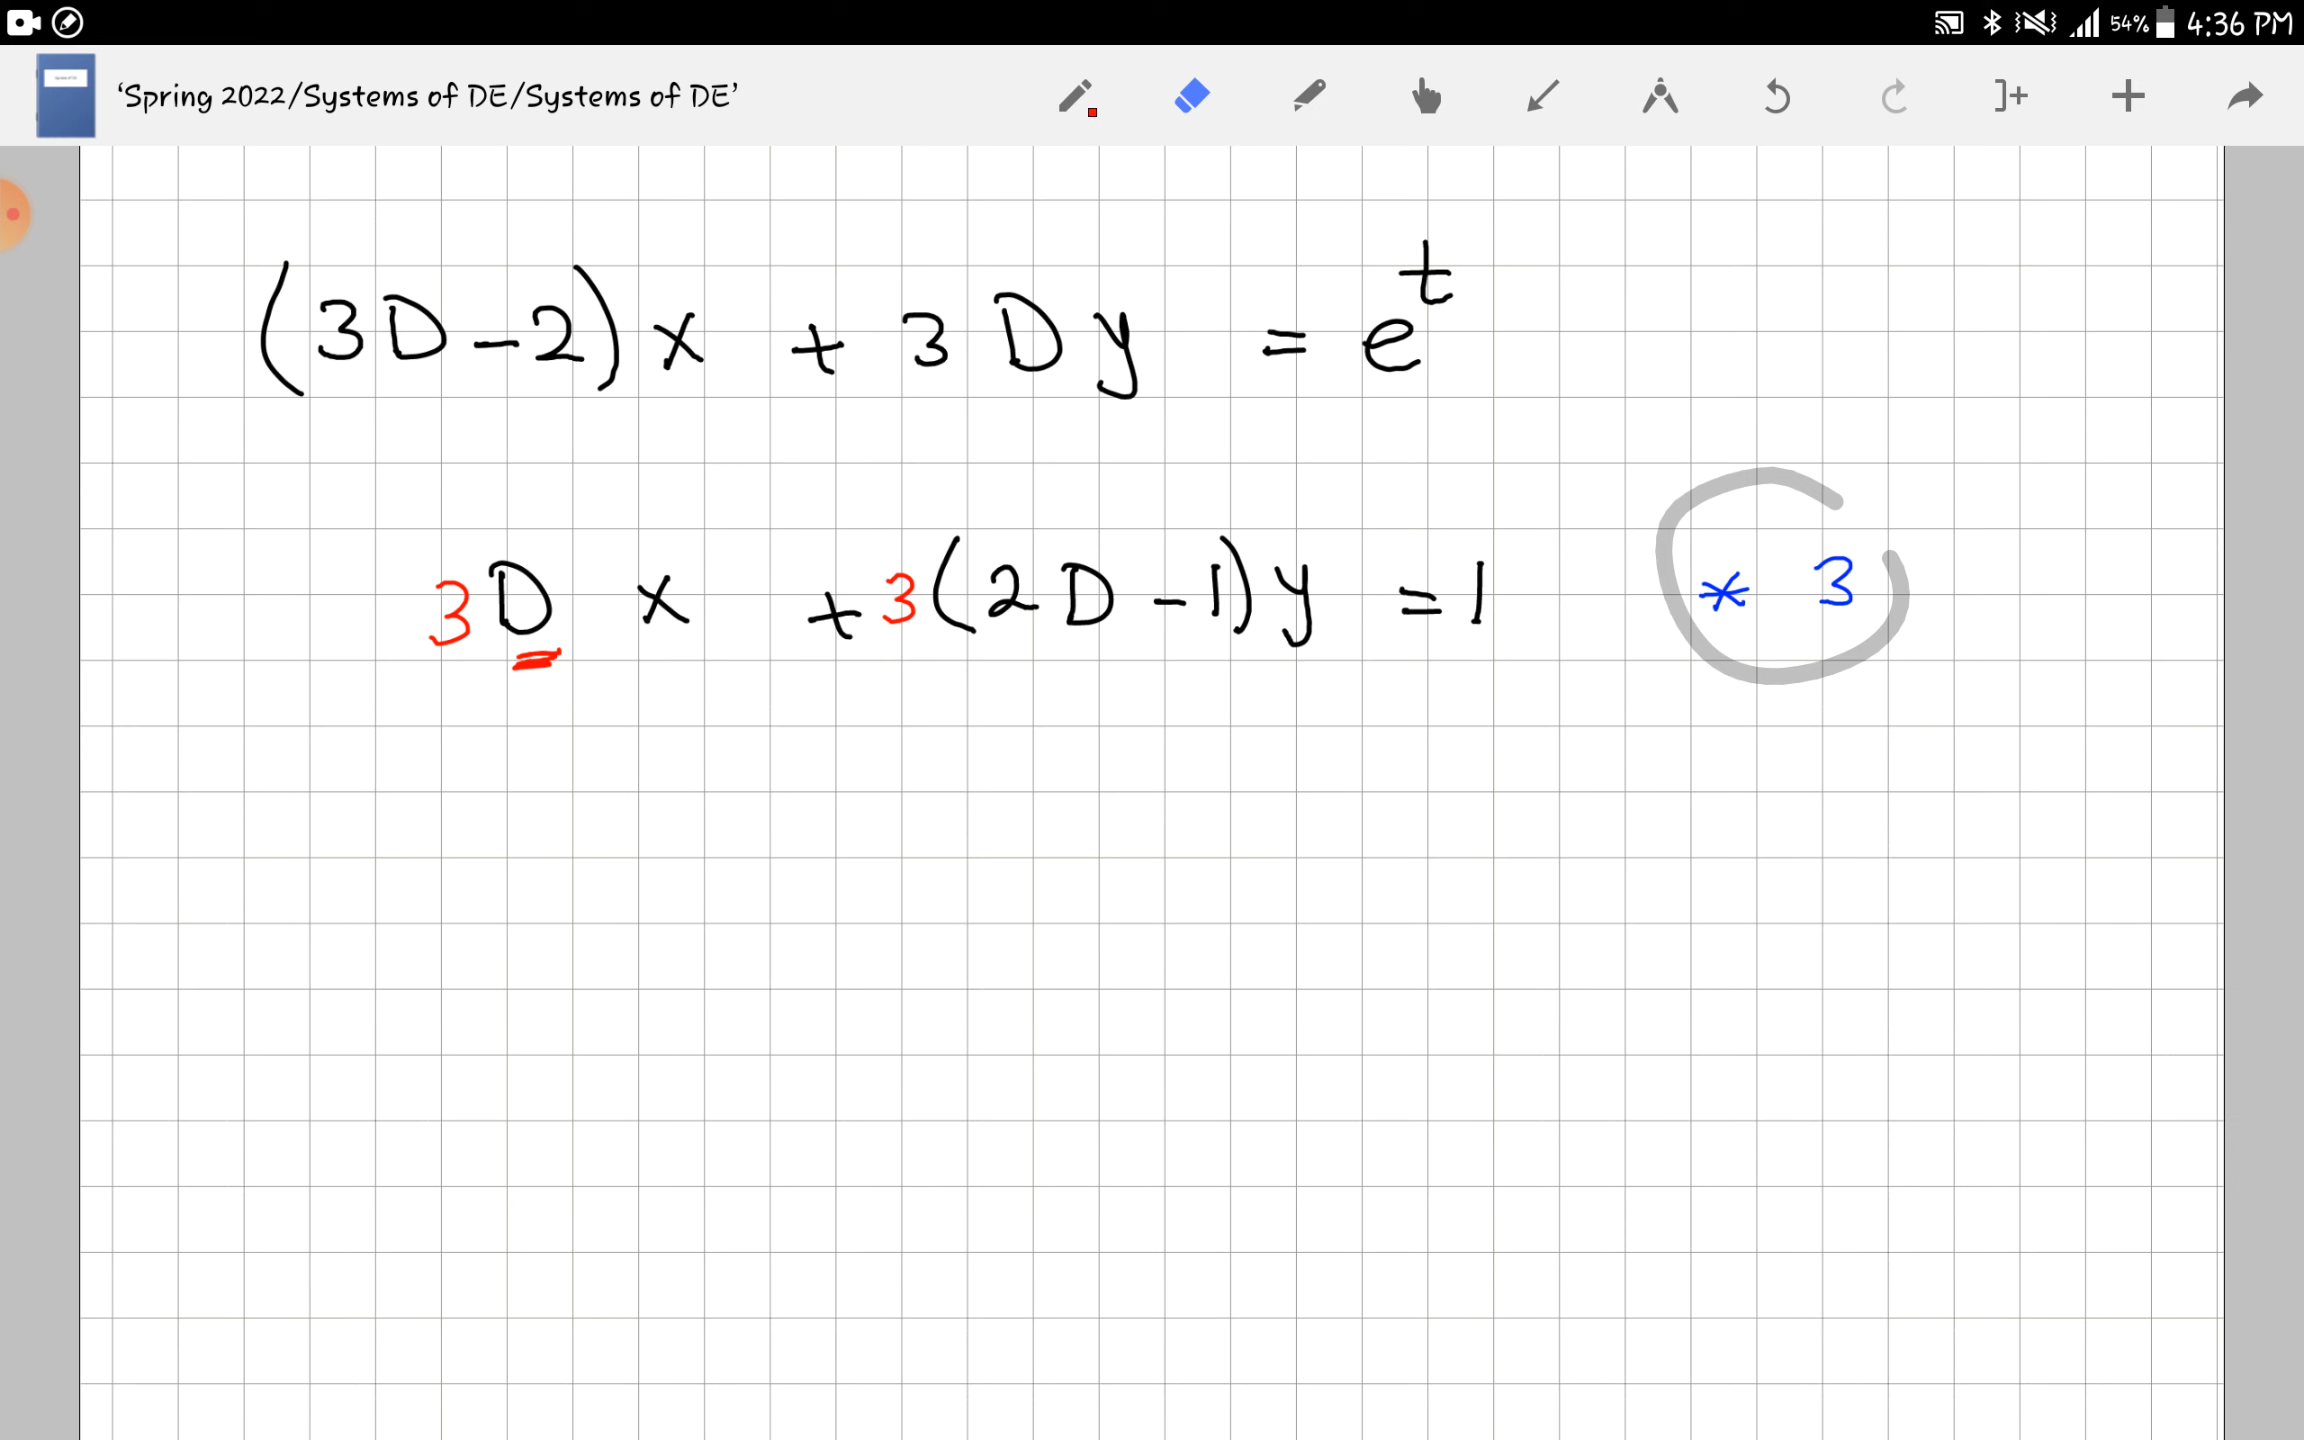 54% 4:36 PM
‘Spring 2022/Systems of DE/Systems of DE’
(3D-2)x + 3Dy = e^t
3D x + 3(2D-1)y = 1 * 3